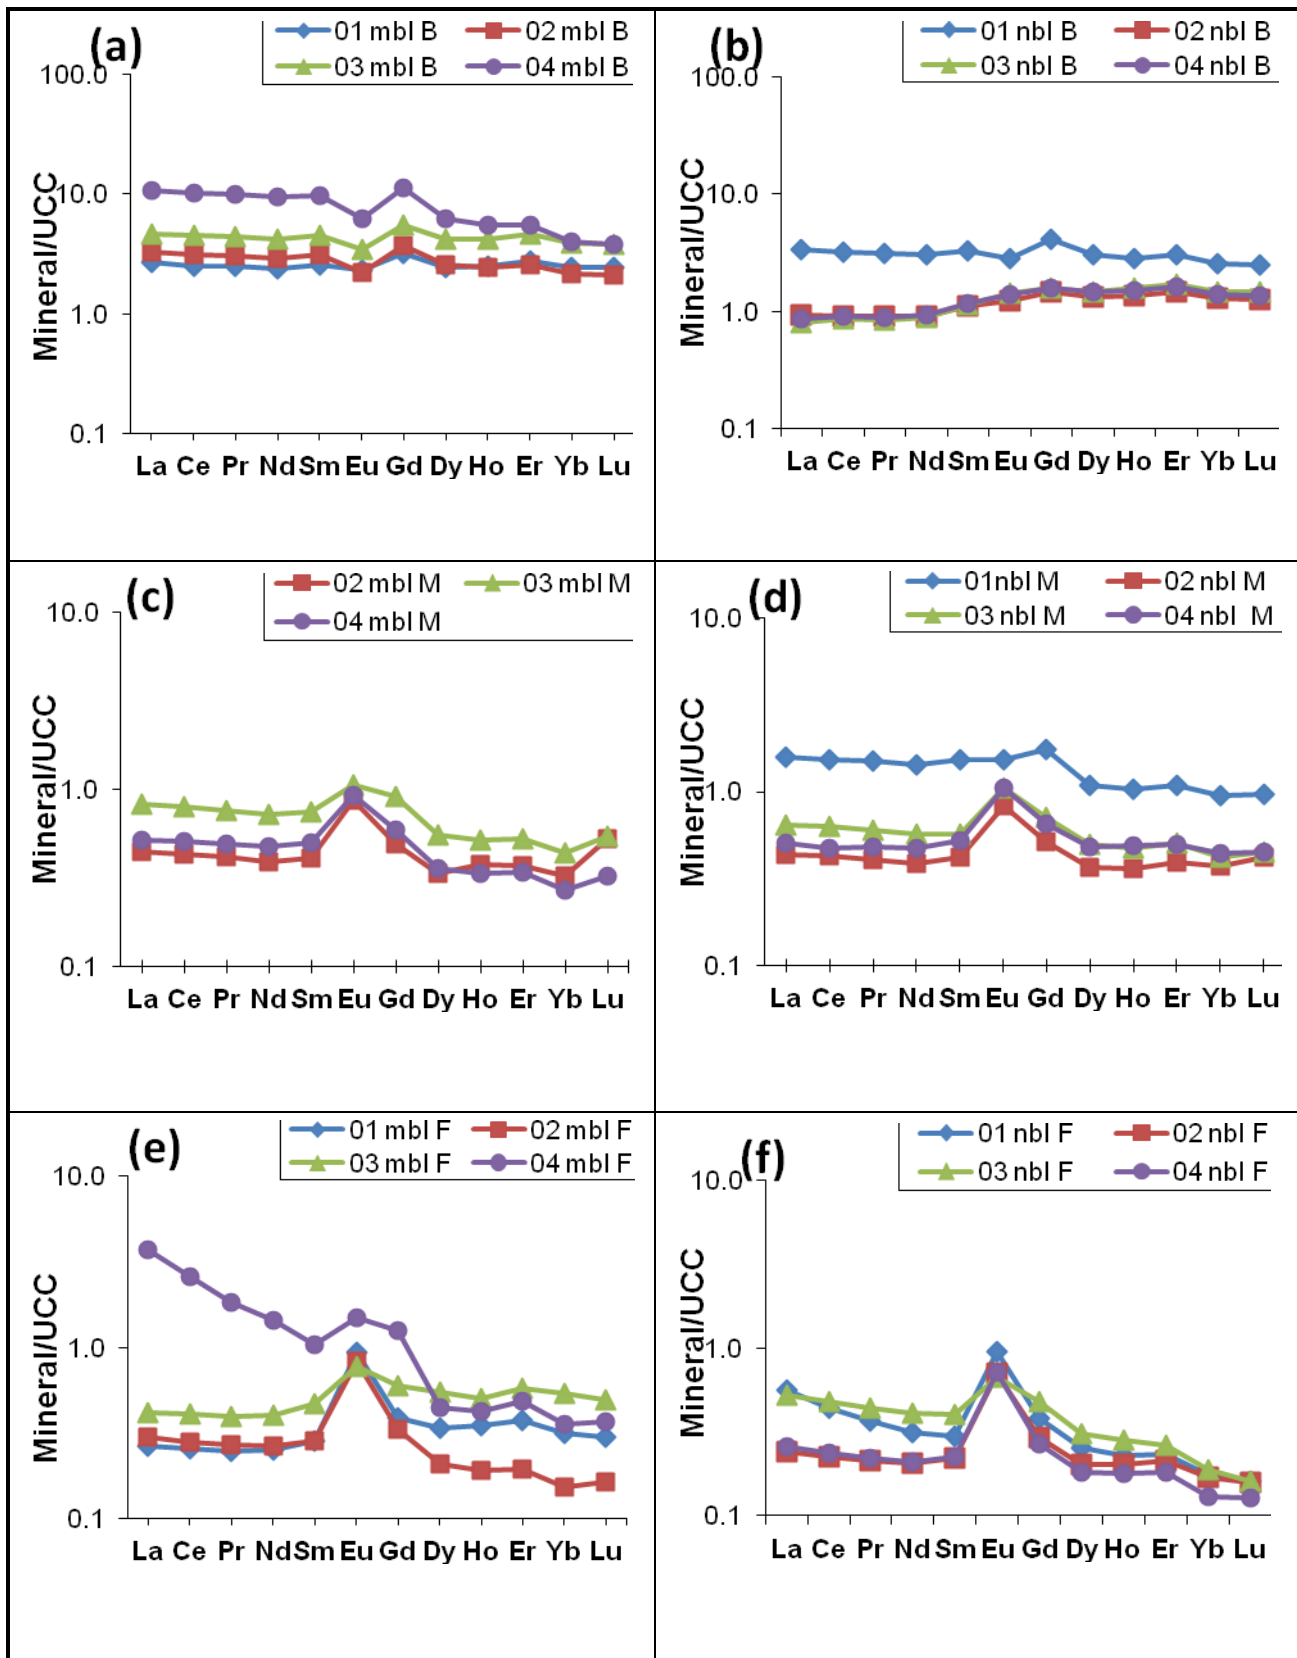 (a)
01 mbl B 02 mbl B
03 mbl B 04 mbl B
100.0
10.0
1.0
0.1
Mineral/UCC
La Ce Pr Nd Sm Eu Gd Dy Ho Er Yb Lu
(b)
01 nbl B 02 nbl B
03 nbl B 04 nbl B
100.0
10.0
1.0
0.1
Mineral/UCC
La Ce Pr Nd Sm Eu Gd Dy Ho Er Yb Lu
(c)
02 mbl M 03 mbl M
04 mbl M
10.0
1.0
0.1
Mineral/UCC
La Ce Pr Nd Sm Eu Gd Dy Ho Er Yb Lu
(d)
01nbl M 02 nbl M
03 nbl M 04 nbl M
10.0
1.0
0.1
Mineral/UCC
La Ce Pr Nd Sm Eu Gd Dy Ho Er Yb Lu
(e)
01 mbl F 02 mbl F
03 mbl F 04 mbl F
10.0
1.0
0.1
Mineral/UCC
La Ce Pr Nd Sm Eu Gd Dy Ho Er Yb Lu
(f)
01 nbl F 02 nbl F
03 nbl F 04 nbl F
10.0
1.0
0.1
Mineral/UCC
La Ce Pr Nd Sm Eu Gd Dy Ho Er Yb Lu